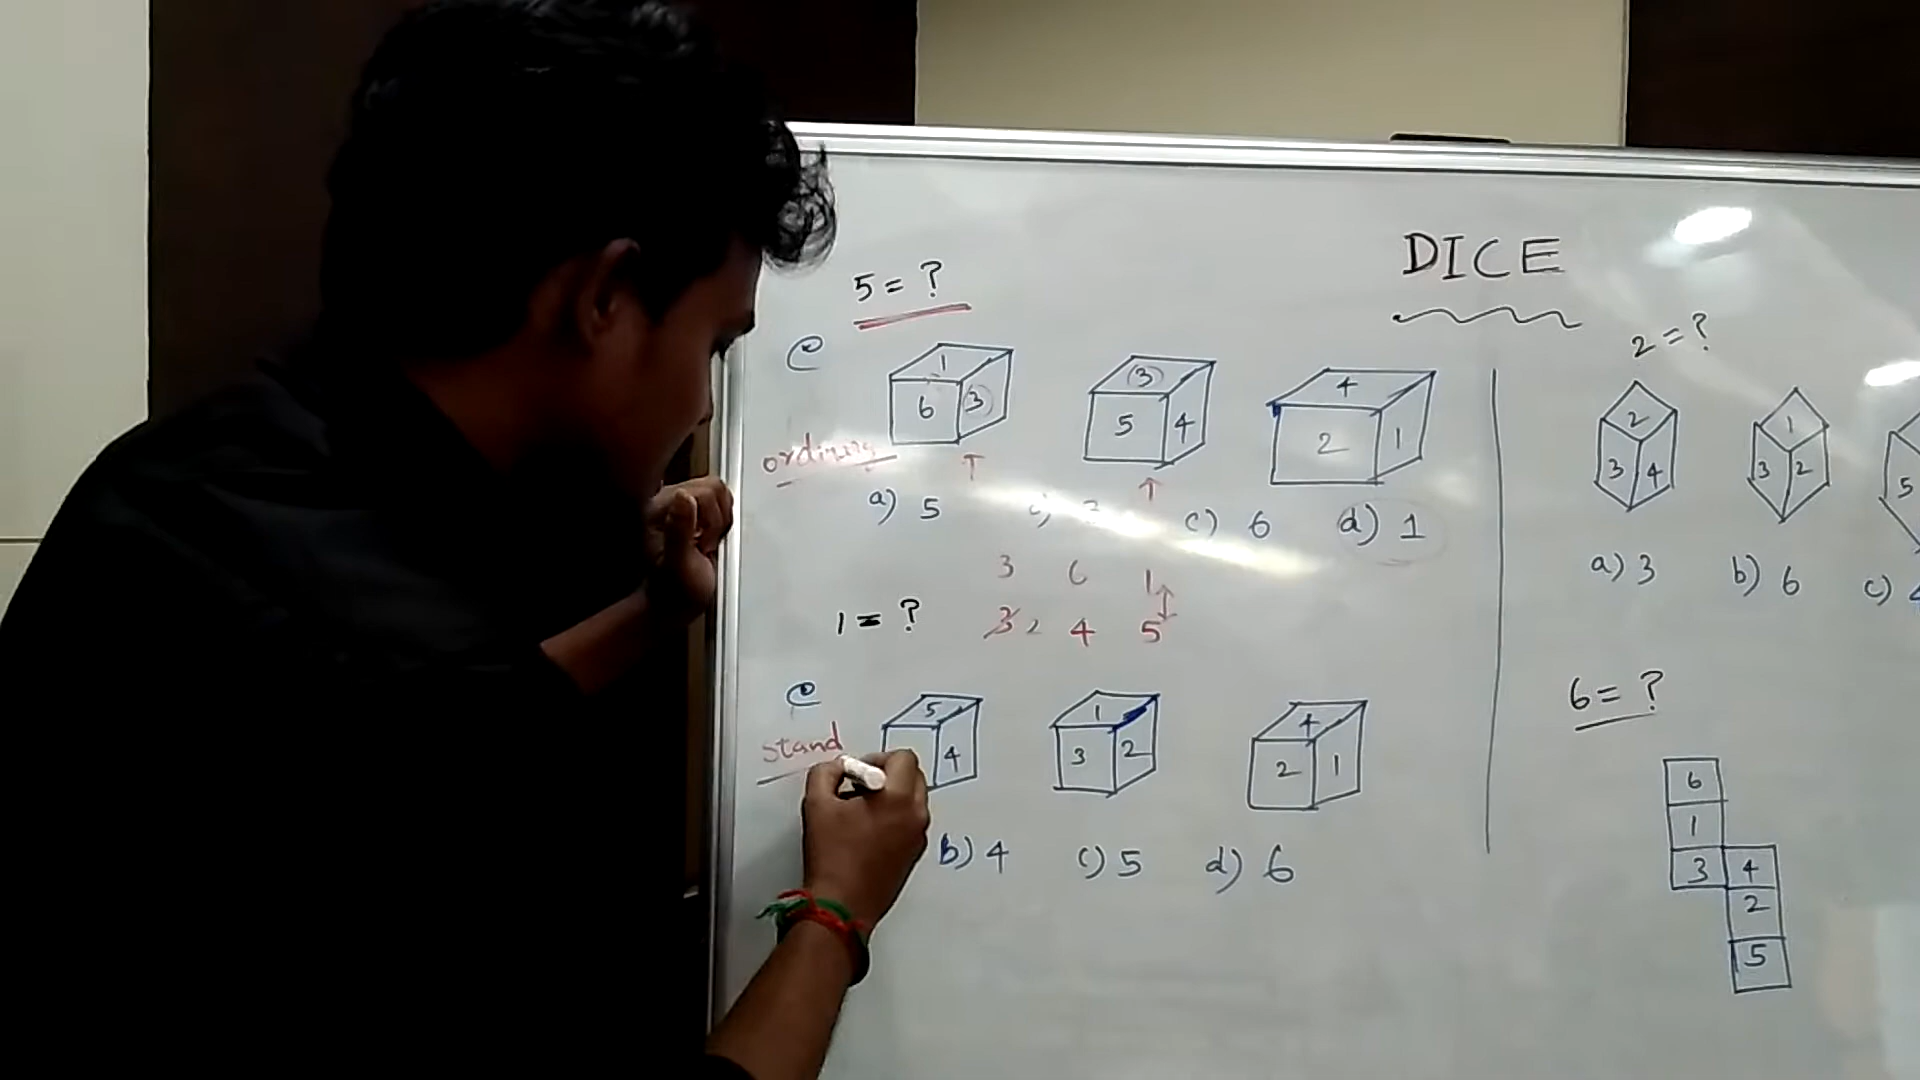 DICE
5 = ?
1 3 6
3 5 4
4 2 1
ordinary
a) 5 c) 6 d) 1
3 6 1
3 2 4 5
1 = ?
5 4
1 3 2
4 2 1
stand
b) 4 c) 5 d) 6
2 = ?
2 3 4
1 3 2
5
a) 3 b) 6 c)
6 = ?
6
1
3 4
2
5